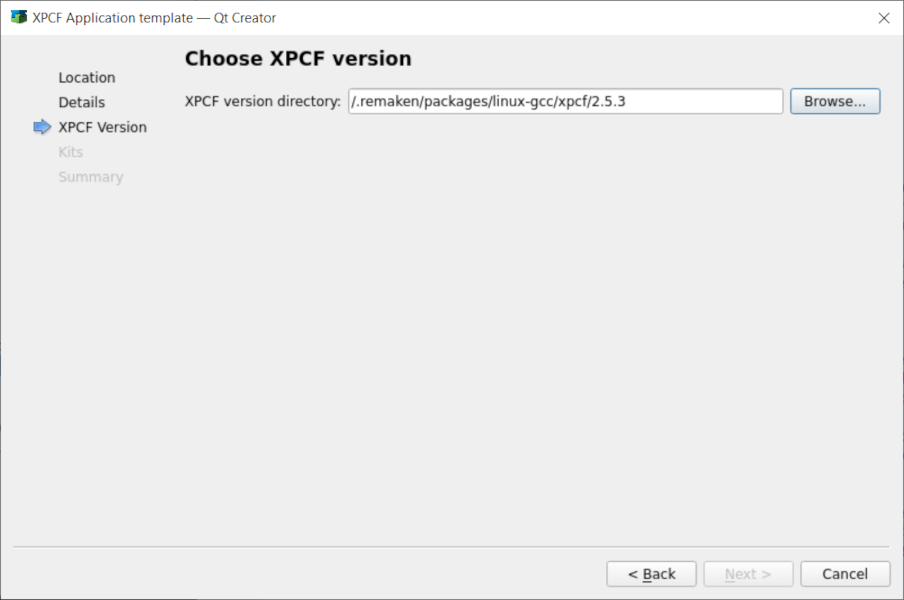 XPCF Application template — Qt Creator
Choose XPCF version
Location
Details
XPCF Version
Kits
Summary
XPCF version directory: /.remaken/packages/linux-gcc/xpcf/2.5.3 Browse...
< Back Next > Cancel